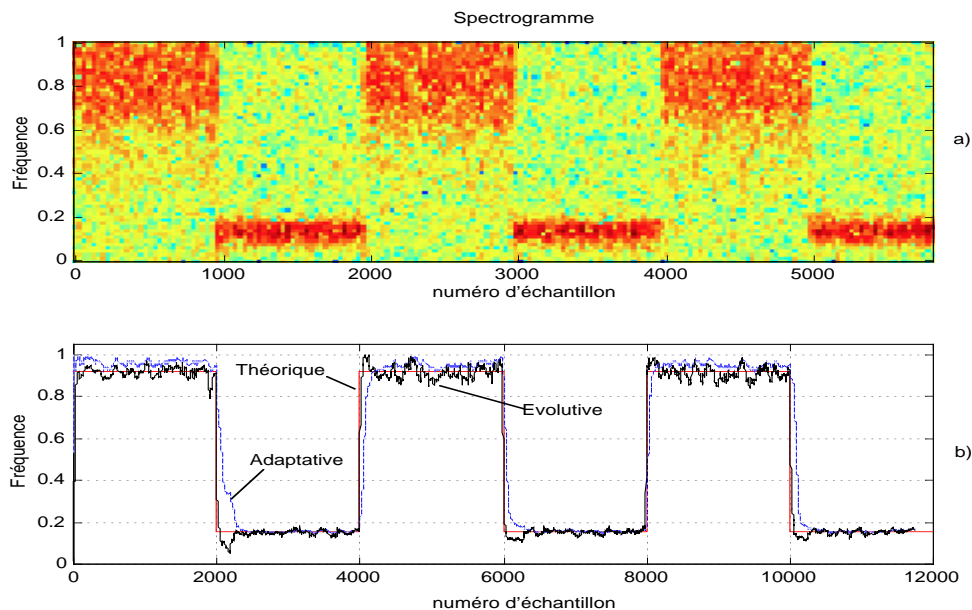 Spectrogramme
1
0.8
0.6
0.4
0.2
0
Fréquence
0 1000 2000 3000 4000 5000
numéro d'échantillon
a)
1
0.8
0.6
0.4
0.2
0
Fréquence
Théorique
Evolutive
Adaptative
b)
0 2000 4000 6000 8000 10000 12000
numéro d'échantillon